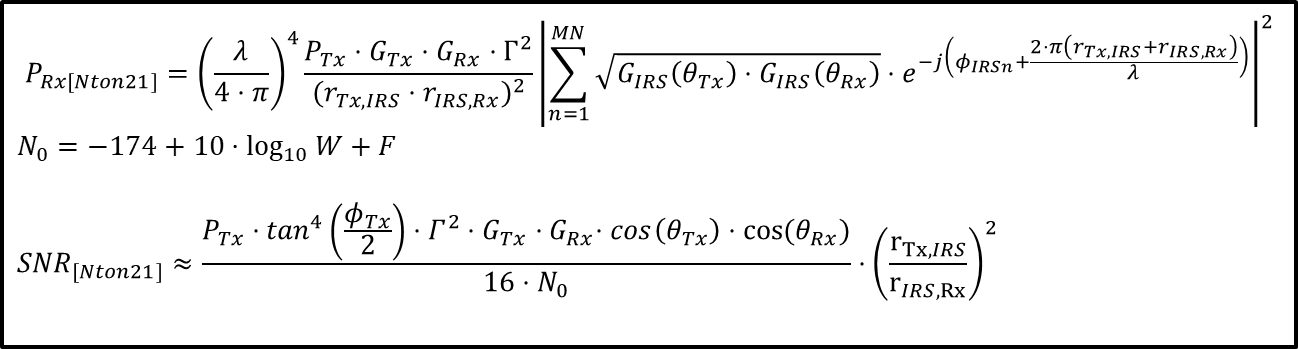 P_{Rx[Nton21]} = \left(\frac{\lambda}{4 \cdot \pi}\right)^4 \frac{P_{Tx} \cdot G_{Tx} \cdot G_{Rx} \cdot \Gamma^2}{(r_{Tx,IRS} \cdot r_{IRS,Rx})^2} \left| \sum_{n=1}^{MN} \sqrt{G_{IRS}(\theta_{Tx}) \cdot G_{IRS}(\theta_{Rx})} \cdot e^{-j\left(\phi_{IRSn} + \frac{2 \cdot \pi(r_{Tx,IRS} + r_{IRS,Rx})}{\lambda}\right)} \right|^2
N_0 = -174 + 10 \cdot \log_{10} W + F
SNR_{[Nton21]} \approx \frac{P_{Tx} \cdot tan^4\left(\frac{\phi_{Tx}}{2}\right) \cdot \Gamma^2 \cdot G_{Tx} \cdot G_{Rx} \cdot cos(\theta_{Tx}) \cdot \cos(\theta_{Rx})}{16 \cdot N_0} \cdot \left(\frac{r_{Tx,IRS}}{r_{IRS,Rx}}\right)^2